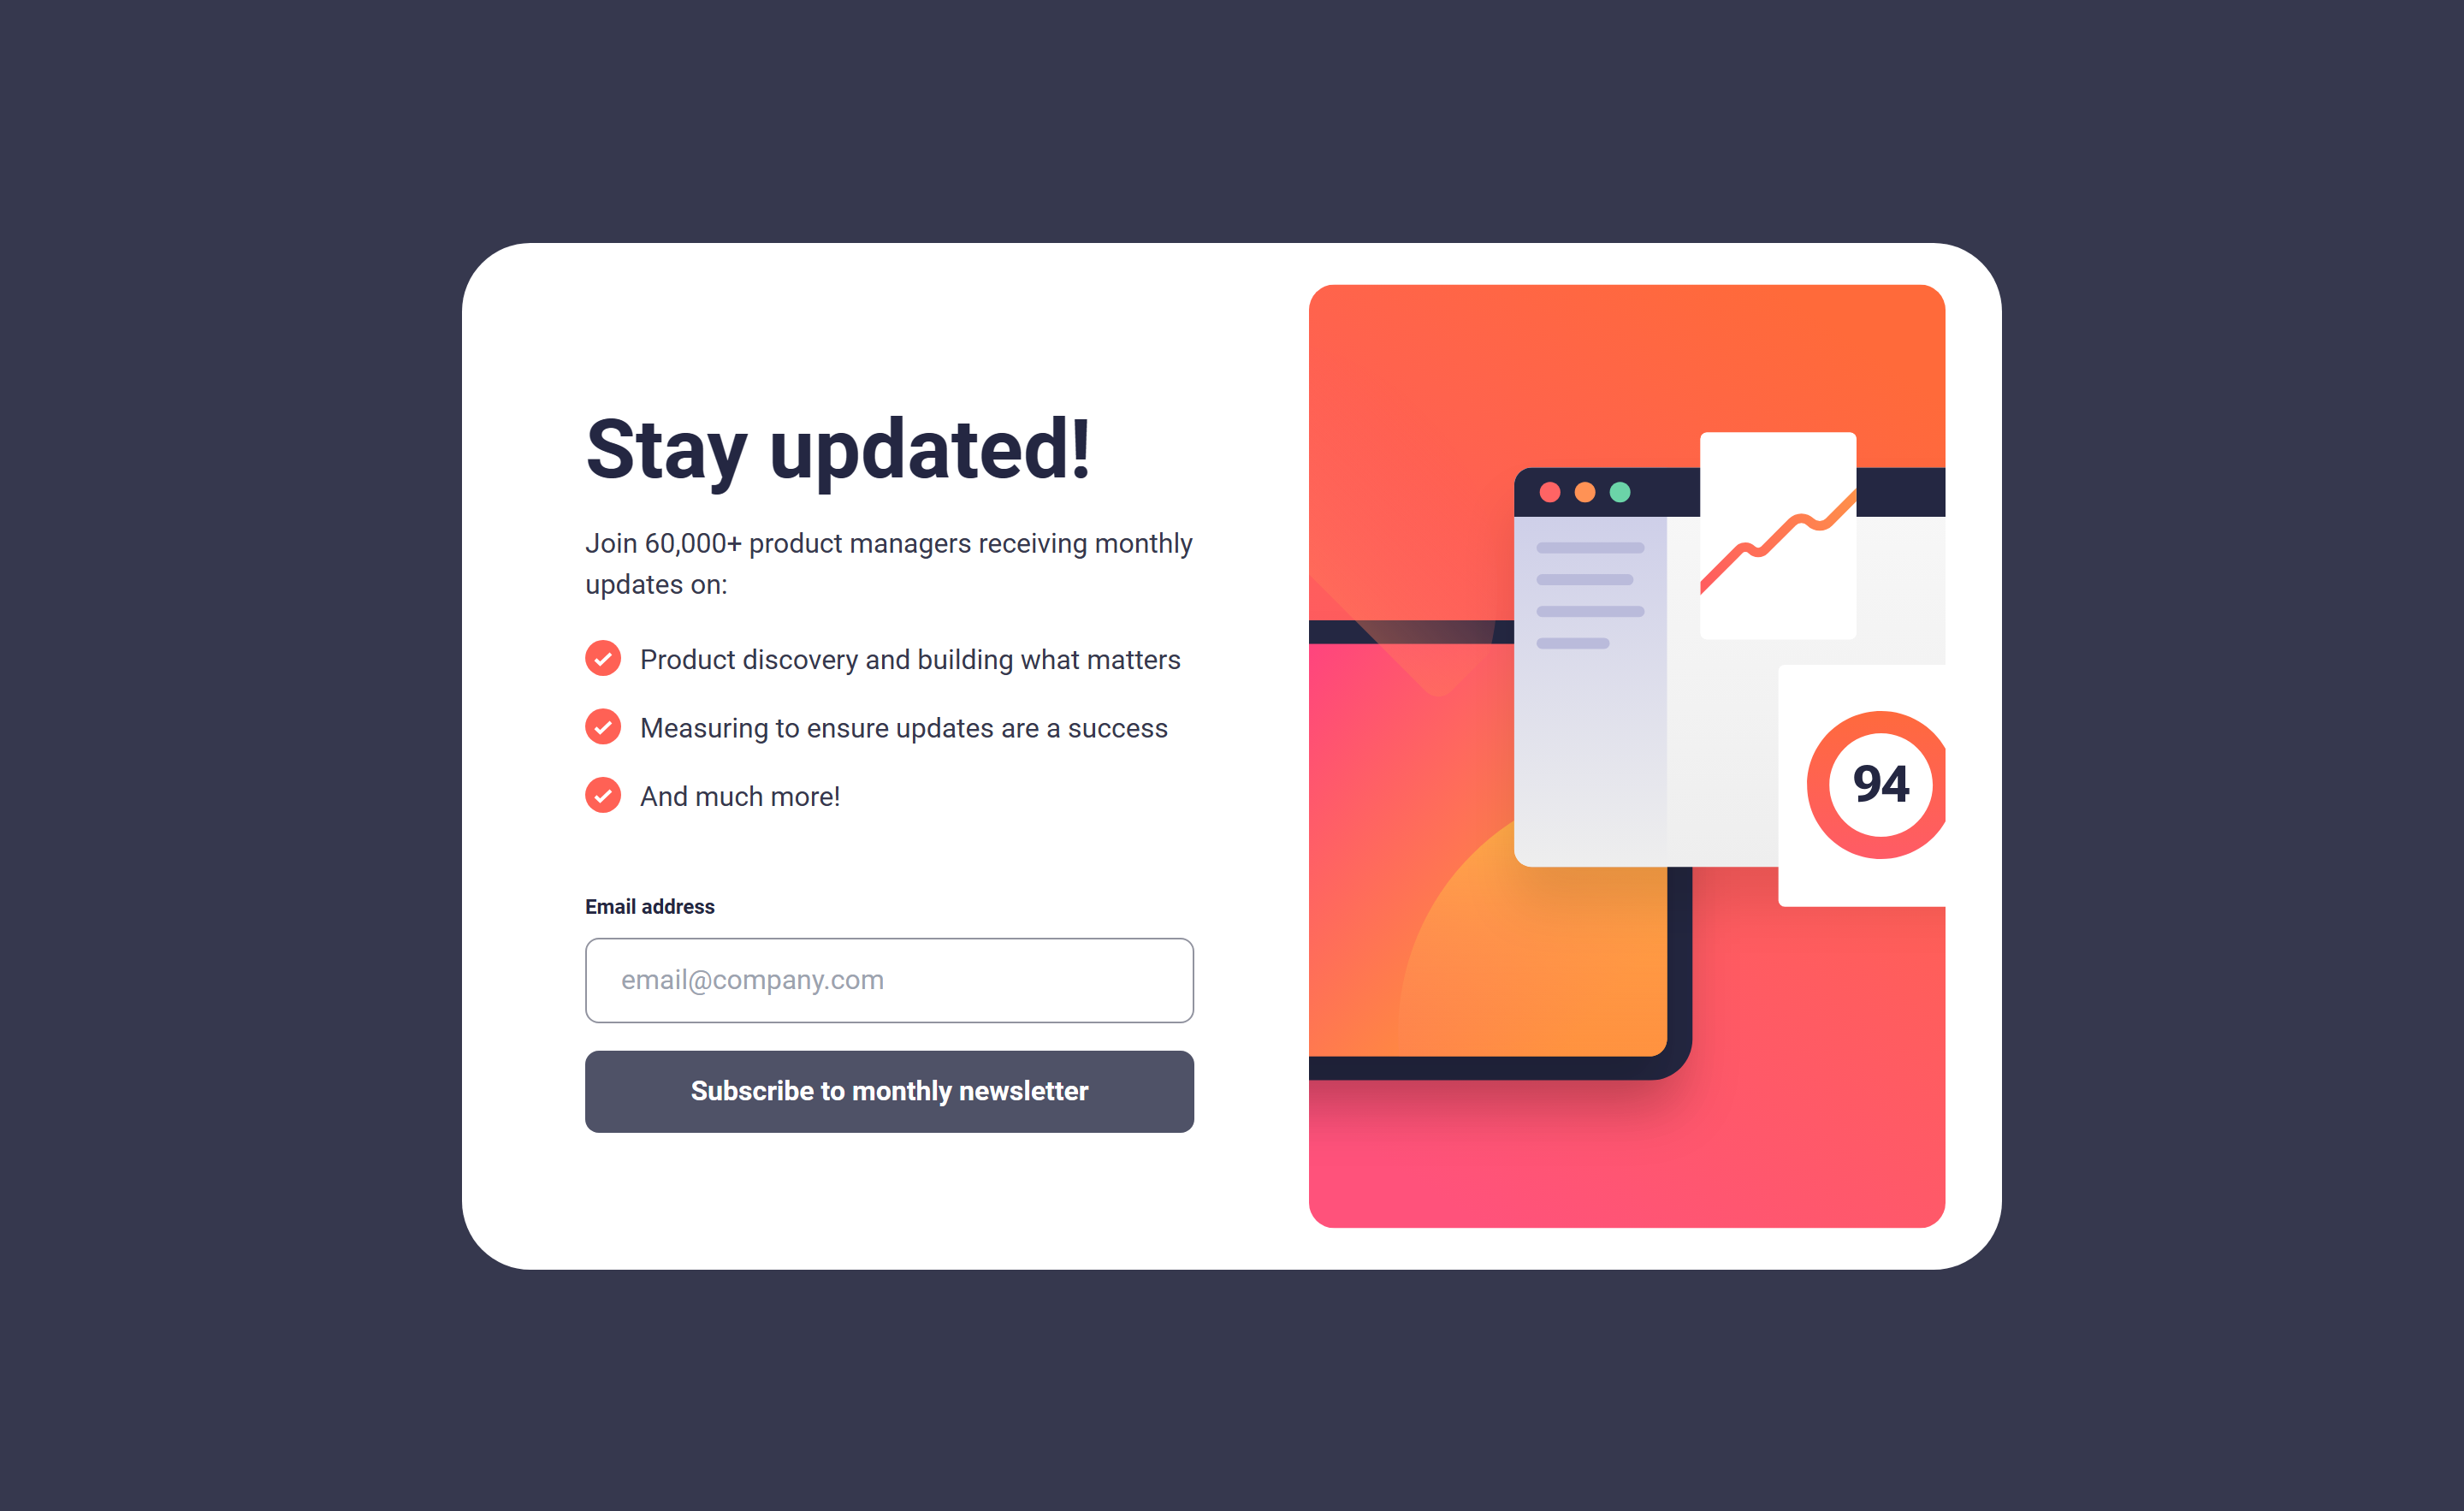 Stay updated!
Join 60,000+ product managers receiving monthly
updates on:
Product discovery and building what matters
Measuring to ensure updates are a success
And much more!
Email address
email@company.com
Subscribe to monthly newsletter
94